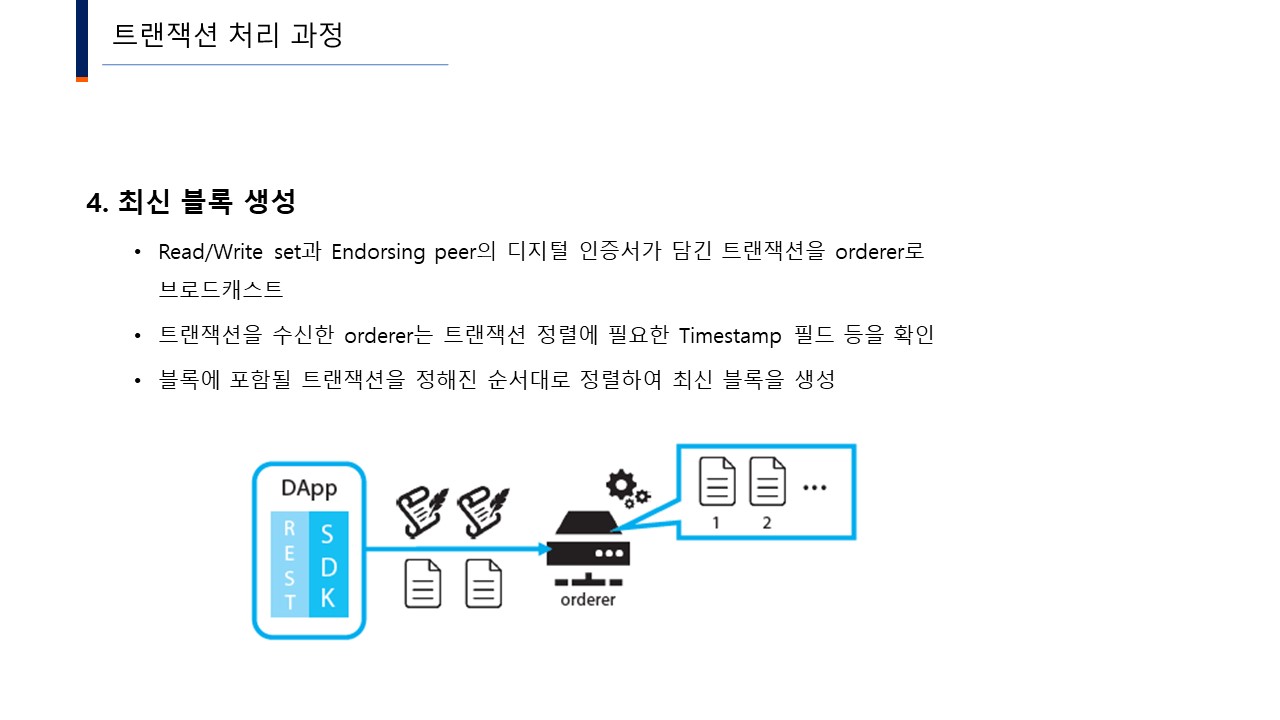 트랜잭션 처리 과정
4. 최신 블록 생성
• Read/Write set과 Endorsing peer의 디지털 인증서가 담긴 트랜잭션을 orderer로
브로드캐스트
• 트랜잭션을 수신한 orderer는 트랜잭션 정렬에 필요한 Timestamp 필드 등을 확인
• 블록에 포함될 트랜잭션을 정해진 순서대로 정렬하여 최신 블록을 생성
DApp
REST
SDK
orderer
1 2 ...